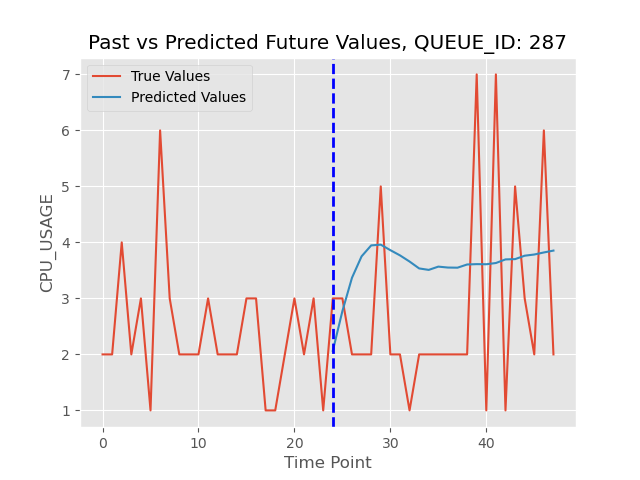 Past vs Predicted Future Values, QUEUE_ID: 287
True Values
Predicted Values
7
6
5
4
3
2
1
CPU_USAGE
0 10 20 30 40
Time Point